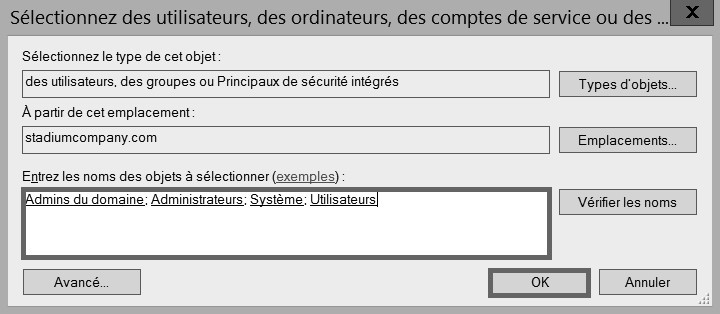 Sélectionnez des utilisateurs, des ordinateurs, des comptes de service ou des ... X
Sélectionnez le type de cet objet :
des utilisateurs, des groupes ou Principaux de sécurité intégrés
Types d'objets...
À partir de cet emplacement :
stadiumcompany.com
Emplacements...
Entrez les noms des objets à sélectionner (exemples) :
Admins du domaine; Administrateurs; Système; Utilisateurs
Vérifier les noms
Avancé...
OK
Annuler